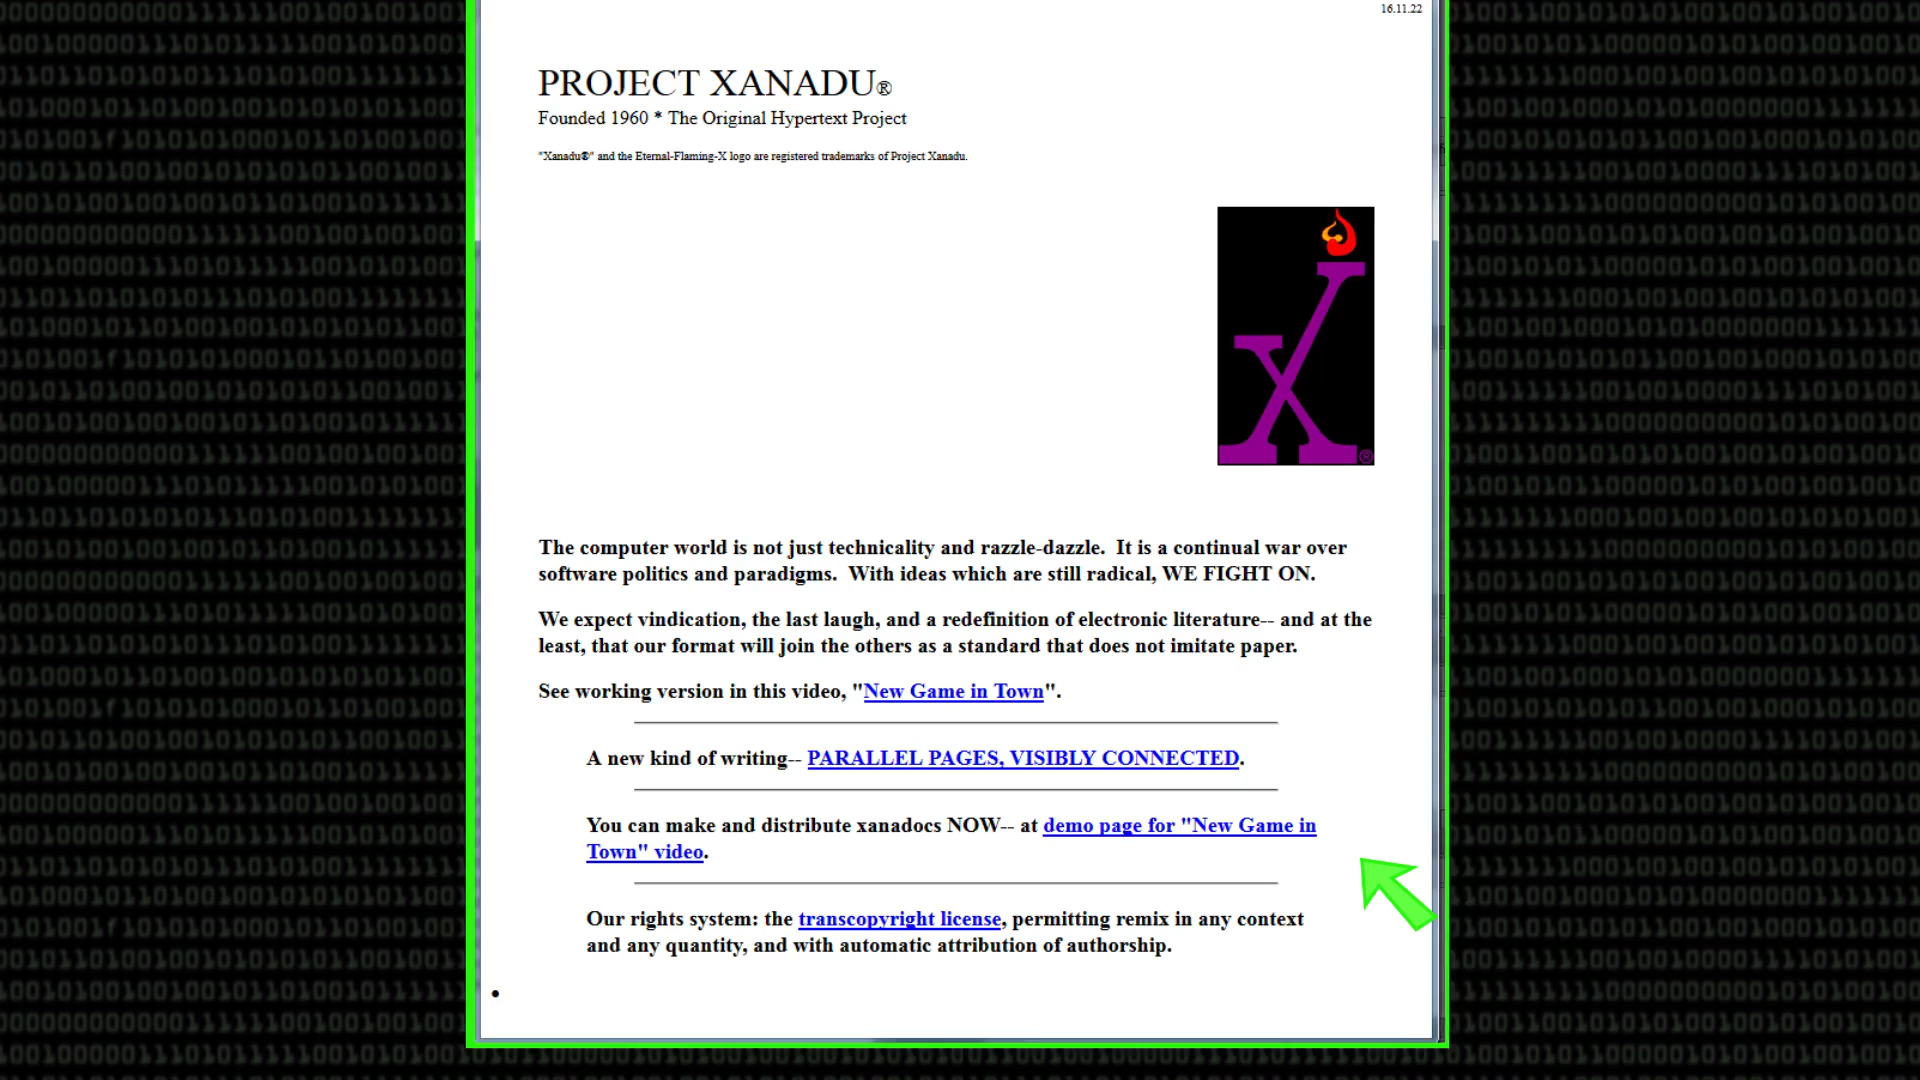 16.11.22
PROJECT XANADU®
Founded 1960 * The Original Hypertext Project
"Xanadu®" and the Eternal-Flaming-X logo are registered trademarks of Project Xanadu.
X®
The computer world is not just technicality and razzle-dazzle. It is a continual war over
software politics and paradigms. With ideas which are still radical, WE FIGHT ON.
We expect vindication, the last laugh, and a redefinition of electronic literature-- and at the
least, that our format will join the others as a standard that does not imitate paper.
See working version in this video, "New Game in Town".
A new kind of writing-- PARALLEL PAGES, VISIBLY CONNECTED.
You can make and distribute xanadocs NOW-- at demo page for "New Game in
Town" video.
Our rights system: the transcopyright license, permitting remix in any context
and any quantity, and with automatic attribution of authorship.